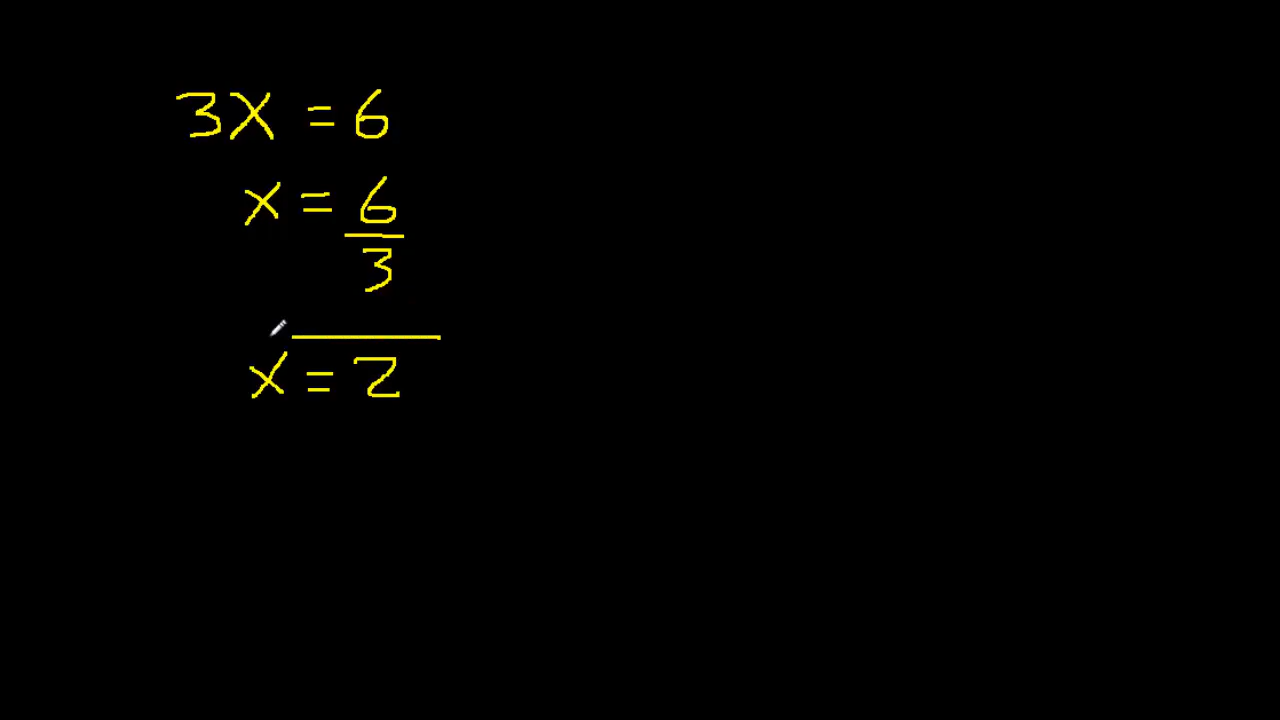 3X = 6
x = 6
3
x = 2